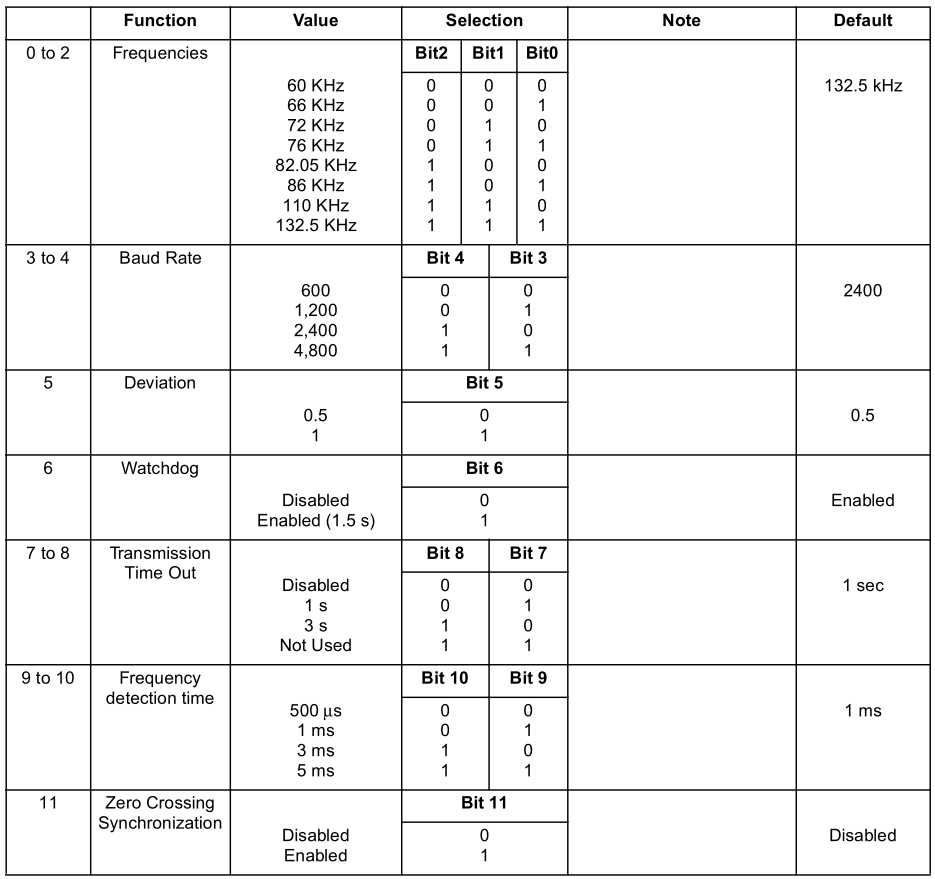 Function Value Selection Note Default
0 to 2 Frequencies Bit2 Bit1 Bit0
60 KHz 0 0 0 132.5 kHz
66 KHz 0 0 1
72 KHz 0 1 0
76 KHz 0 1 1
82.05 KHz 1 0 0
86 KHz 1 0 1
110 KHz 1 1 0
132.5 KHz 1 1 1
3 to 4 Baud Rate Bit 4 Bit 3
600 0 0 2400
1,200 0 1
2,400 1 0
4,800 1 1
5 Deviation Bit 5
0.5 0 0.5
1 1
6 Watchdog Bit 6
Disabled 0 Enabled
Enabled (1.5 s) 1
7 to 8 Transmission Bit 8 Bit 7
Time Out
Disabled 0 0 1 sec
1 s 0 1
3 s 1 0
Not Used 1 1
9 to 10 Frequency Bit 10 Bit 9
detection time
500 μs 0 0 1 ms
1 ms 0 1
3 ms 1 0
5 ms 1 1
11 Zero Crossing Bit 11
Synchronization
Disabled 0 Disabled
Enabled 1